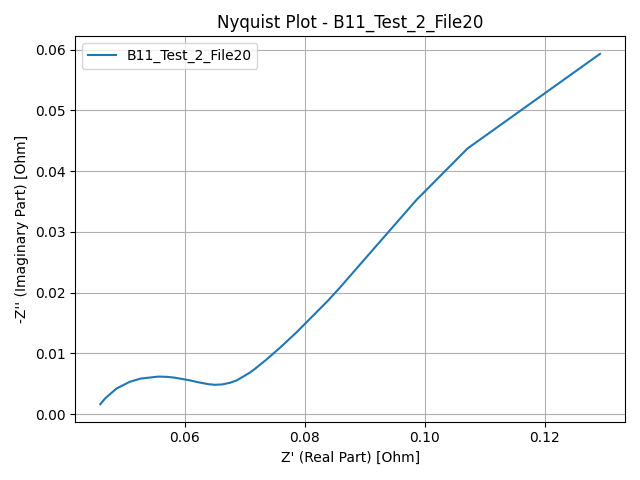 Nyquist Plot - B11_Test_2_File20
B11_Test_2_File20
-Z'' (Imaginary Part) [Ohm]
0.06
0.05
0.04
0.03
0.02
0.01
0.00
0.06 0.08 0.10 0.12
Z' (Real Part) [Ohm]